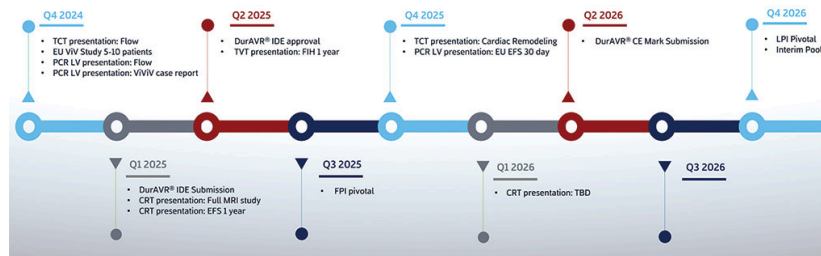 Q4 2024
• TCT presentation: Flow
• EU ViV Study 5-10 patients
• PCR LV presentation: Flow
• PCR LV presentation: ViViV case report
Q1 2025
• DurAVR® IDE Submission
• CRT presentation: Full MRI study
• CRT presentation: EFS 1 year
Q2 2025
• DurAVR® IDE approval
• TVT presentation: FIH 1 year
Q3 2025
• FPI pivotal
Q4 2025
• TCT presentation: Cardiac Remodeling
• PCR LV presentation: EU EFS 30 day
Q1 2026
• CRT presentation: TBD
Q2 2026
• DurAVR® CE Mark Submission
Q3 2026
Q4 2026
• LPI Pivotal
• Interim Pool